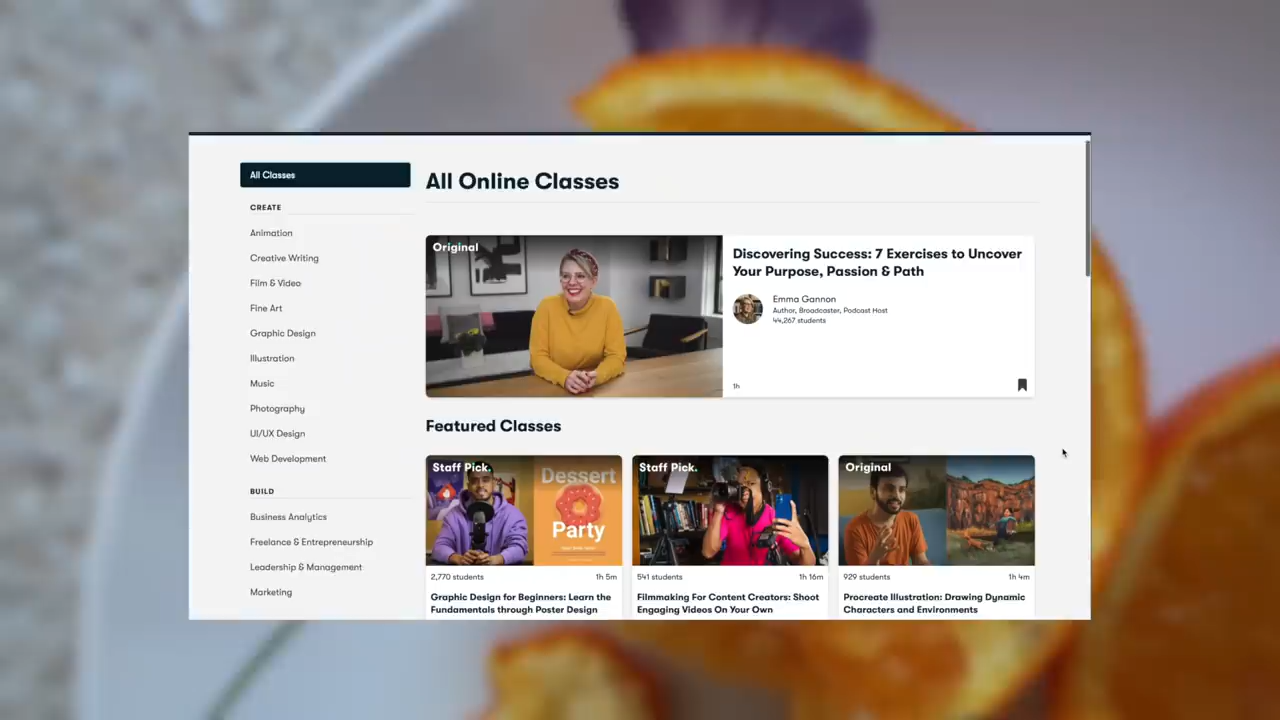 All Classes
CREATE
Animation
Creative Writing
Film & Video
Fine Art
Graphic Design
Illustration
Music
Photography
UI/UX Design
Web Development
BUILD
Business Analytics
Freelance & Entrepreneurship
Leadership & Management
Marketing
All Online Classes
Original
Discovering Success: 7 Exercises to Uncover
Your Purpose, Passion & Path
Emma Gannon
Author, Broadcaster, Podcast Host
44,267 students
1h
Featured Classes
Staff Pick.
Dessert
Party
2,770 students
1h 5m
Graphic Design for Beginners: Learn the
Fundamentals through Poster Design
Staff Pick.
541 students
1h 16m
Filmmaking For Content Creators: Shoot
Engaging Videos On Your Own
Original
929 students
1h 4m
Procreate Illustration: Drawing Dynamic
Characters and Environments